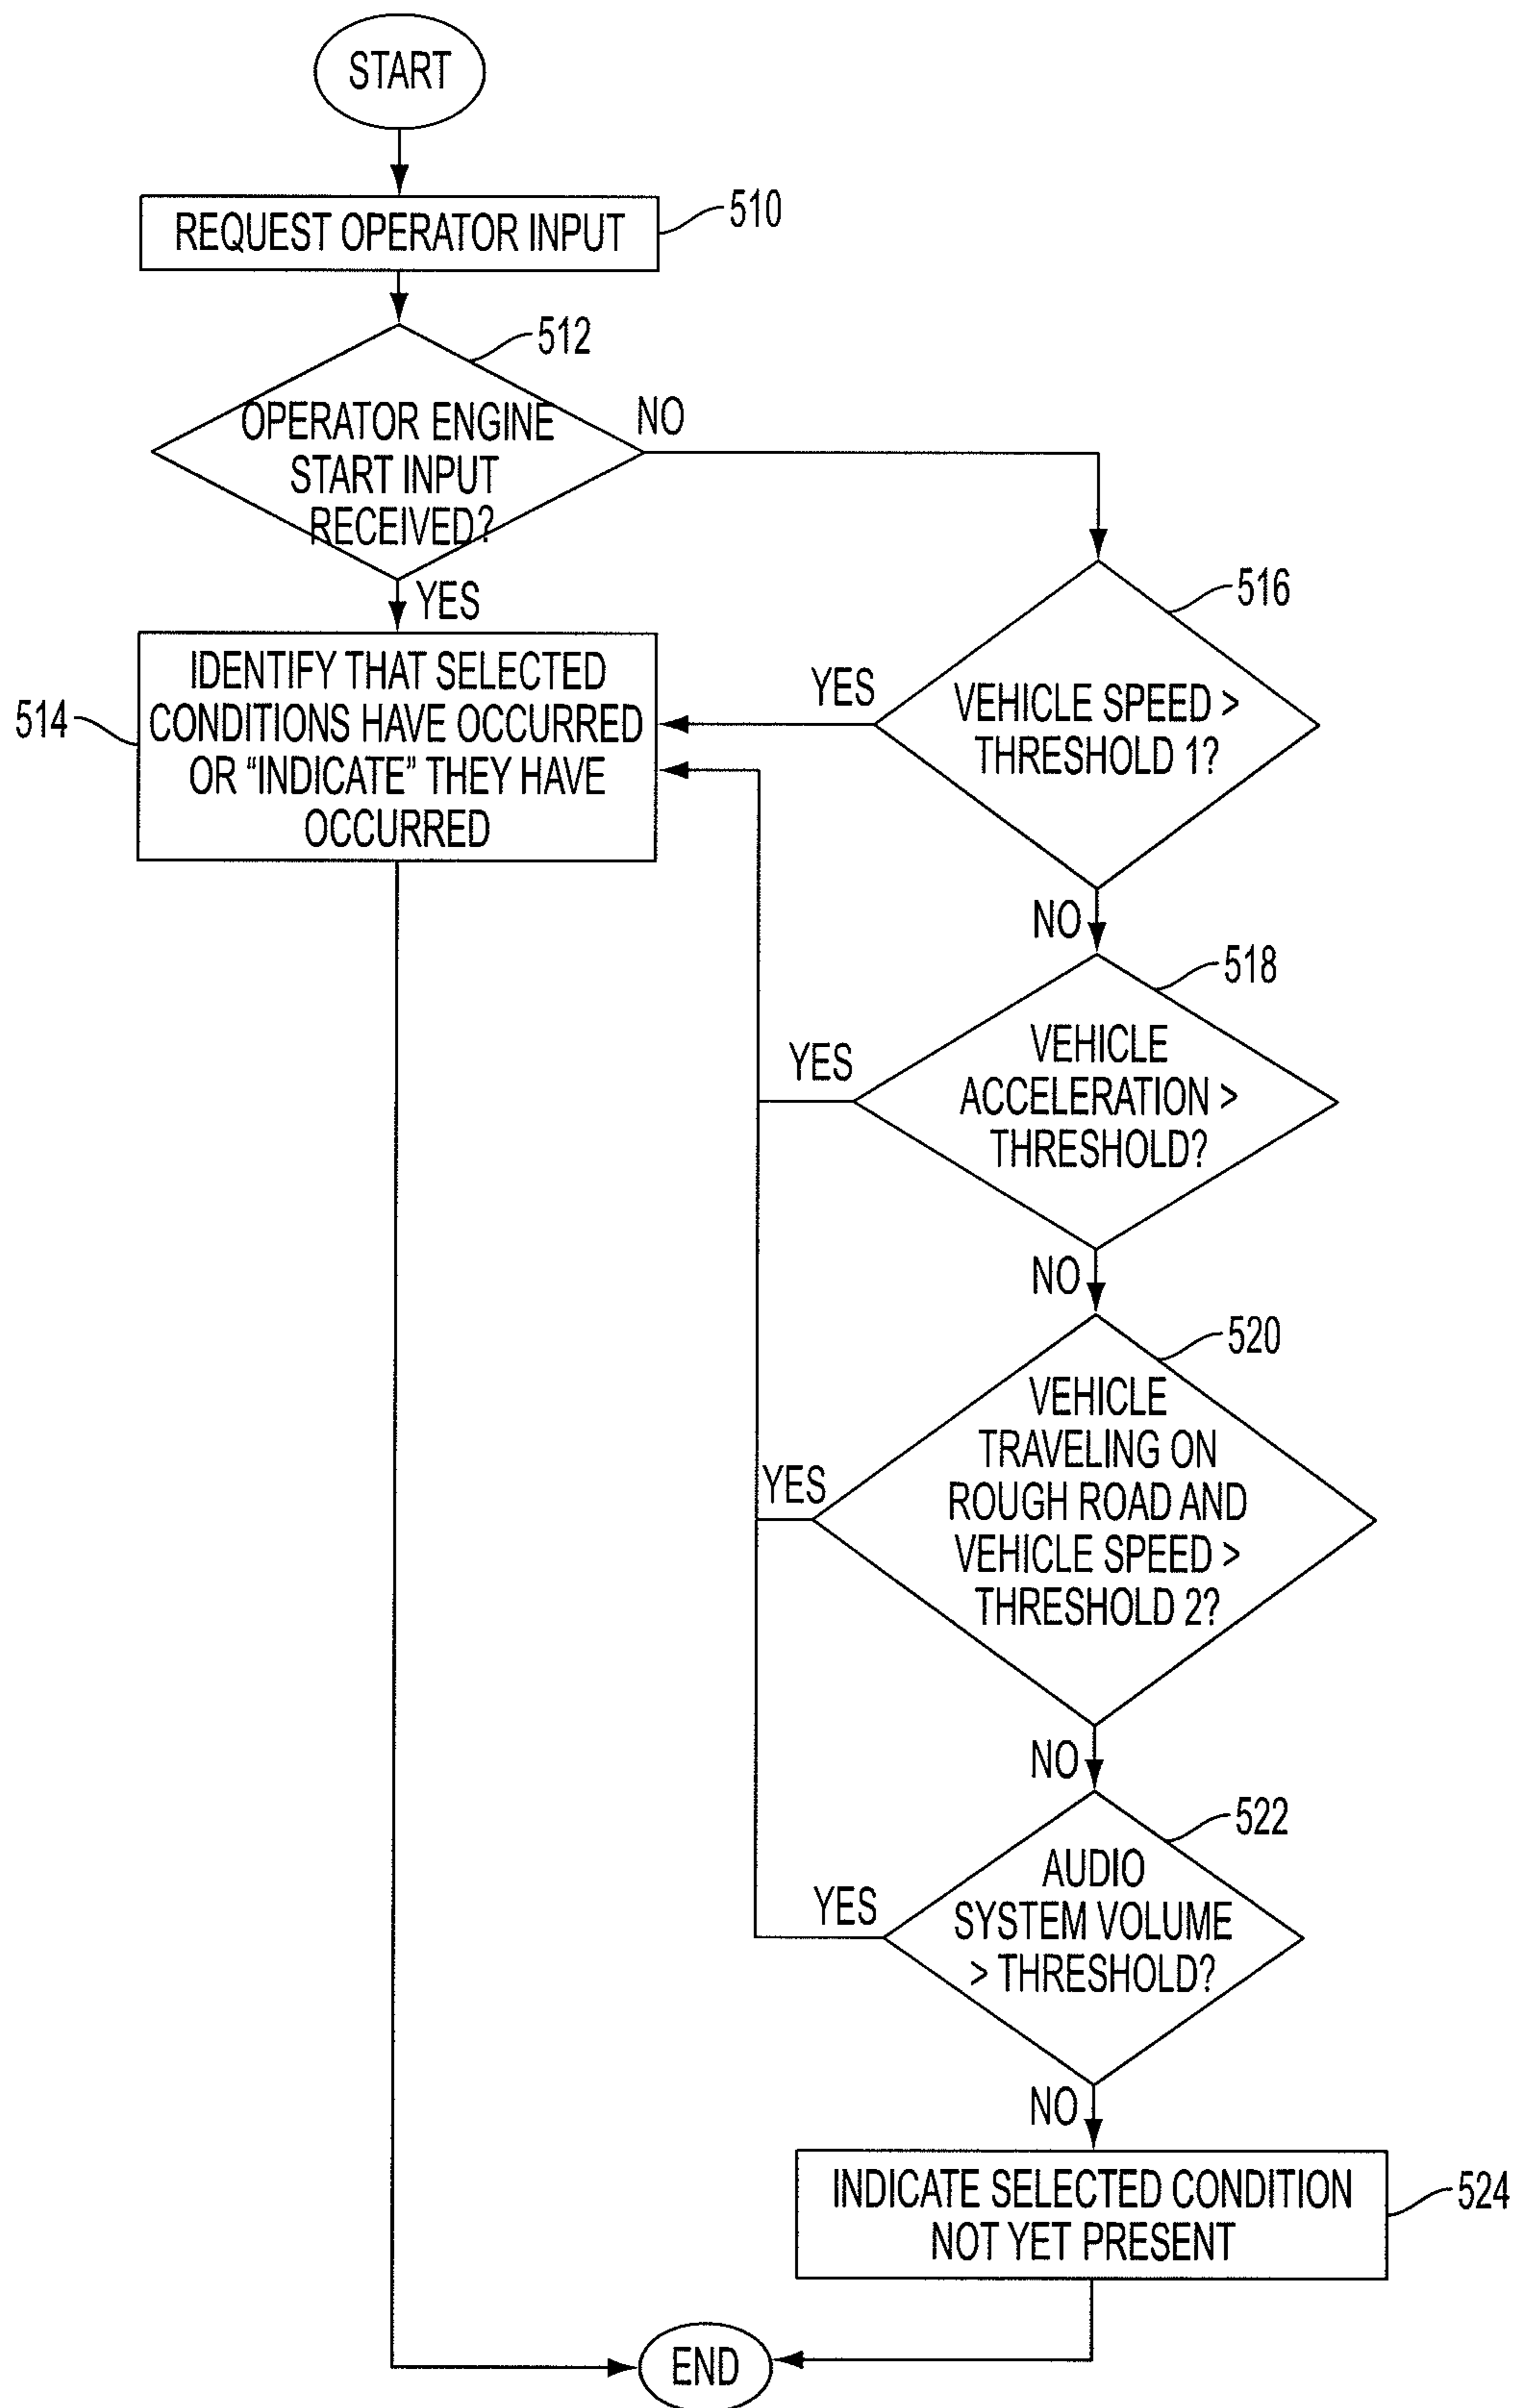 START
REQUEST OPERATOR INPUT
510
512
OPERATOR ENGINE
START INPUT
RECEIVED?
NO
YES
514
IDENTIFY THAT SELECTED
CONDITIONS HAVE OCCURRED
OR “INDICATE” THEY HAVE
OCCURRED
516
YES
VEHICLE SPEED >
THRESHOLD 1?
NO
518
YES
VEHICLE
ACCELERATION >
THRESHOLD?
NO
520
YES
VEHICLE
TRAVELING ON
ROUGH ROAD AND
VEHICLE SPEED >
THRESHOLD 2?
NO
522
YES
AUDIO
SYSTEM VOLUME
> THRESHOLD?
NO
INDICATE SELECTED CONDITION
NOT YET PRESENT
524
END